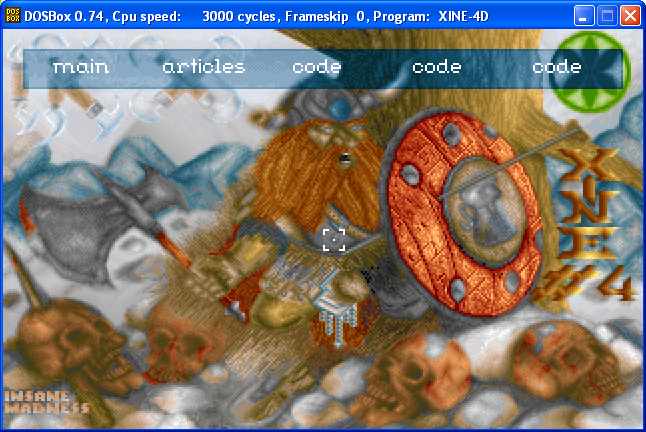 DOSBox 0.74, Cpu speed: 3000 cycles, Frameskip 0, Program: XINE-4D
main articles code code code
XINE
#4
INSANE
MADNESS